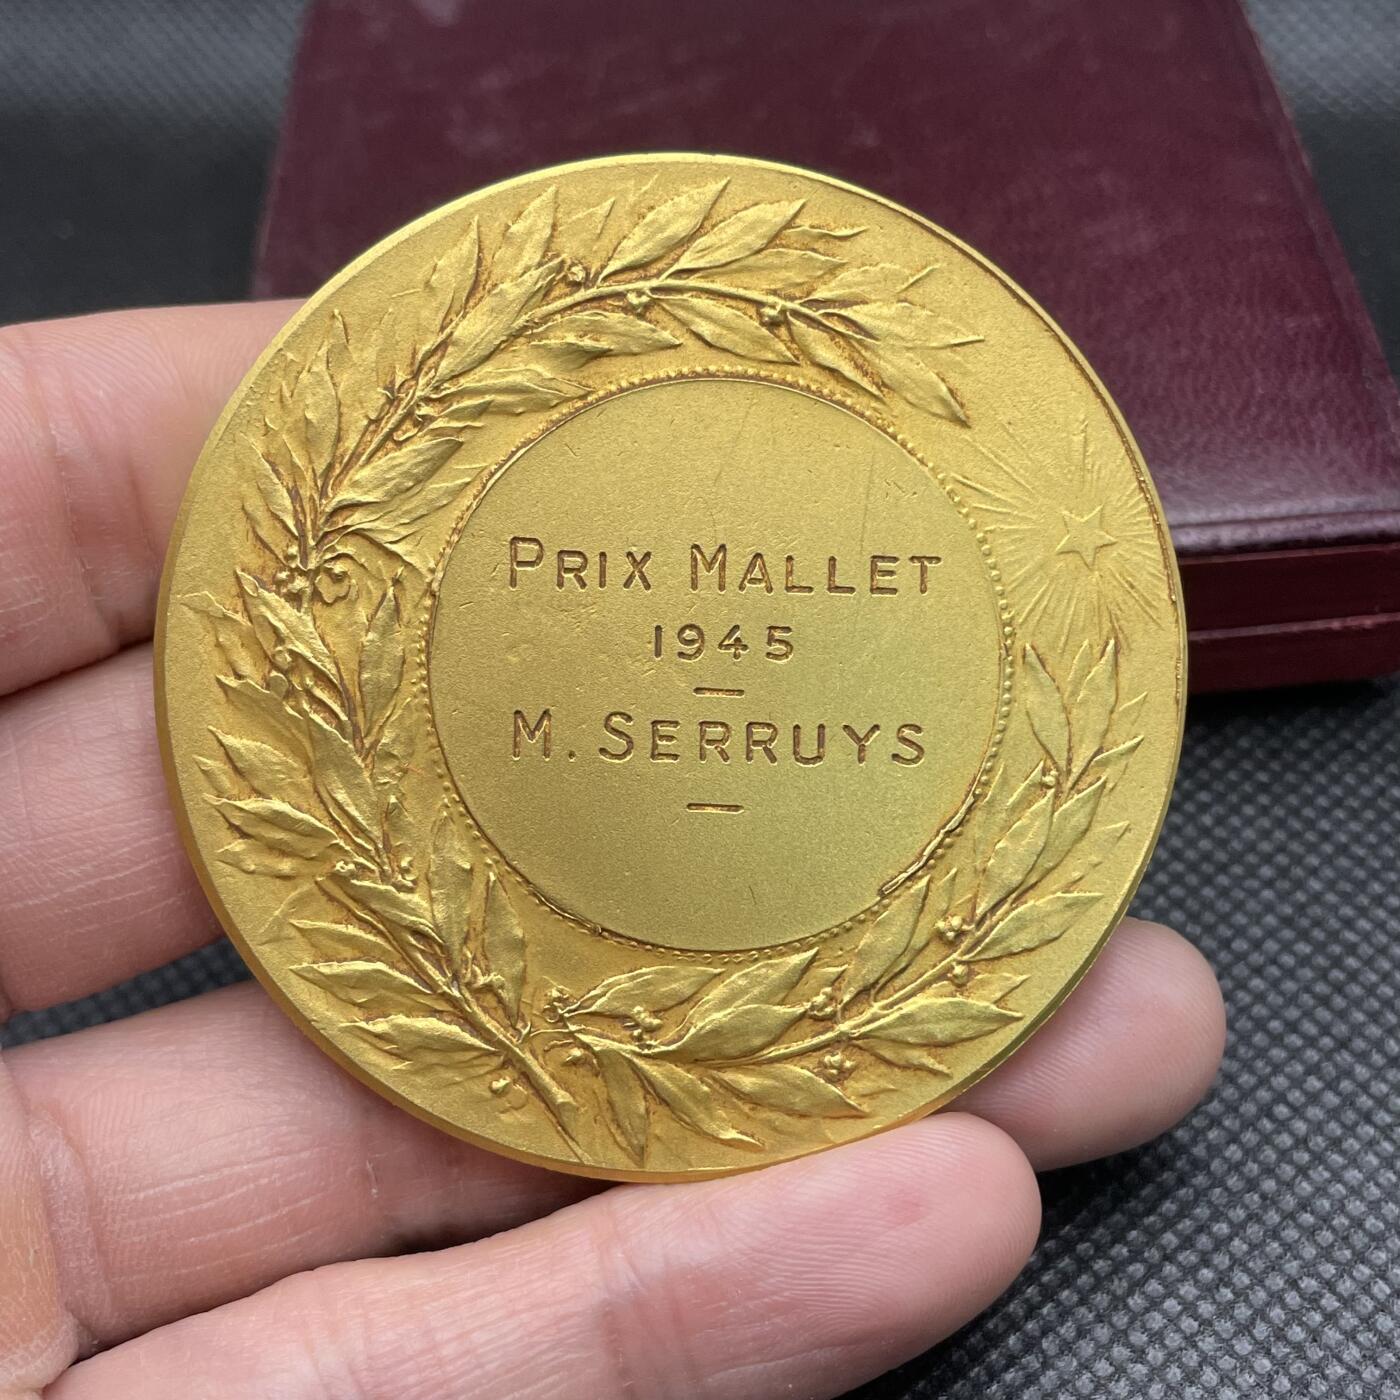 PRIX MALLET
1945
M. SERRUYS